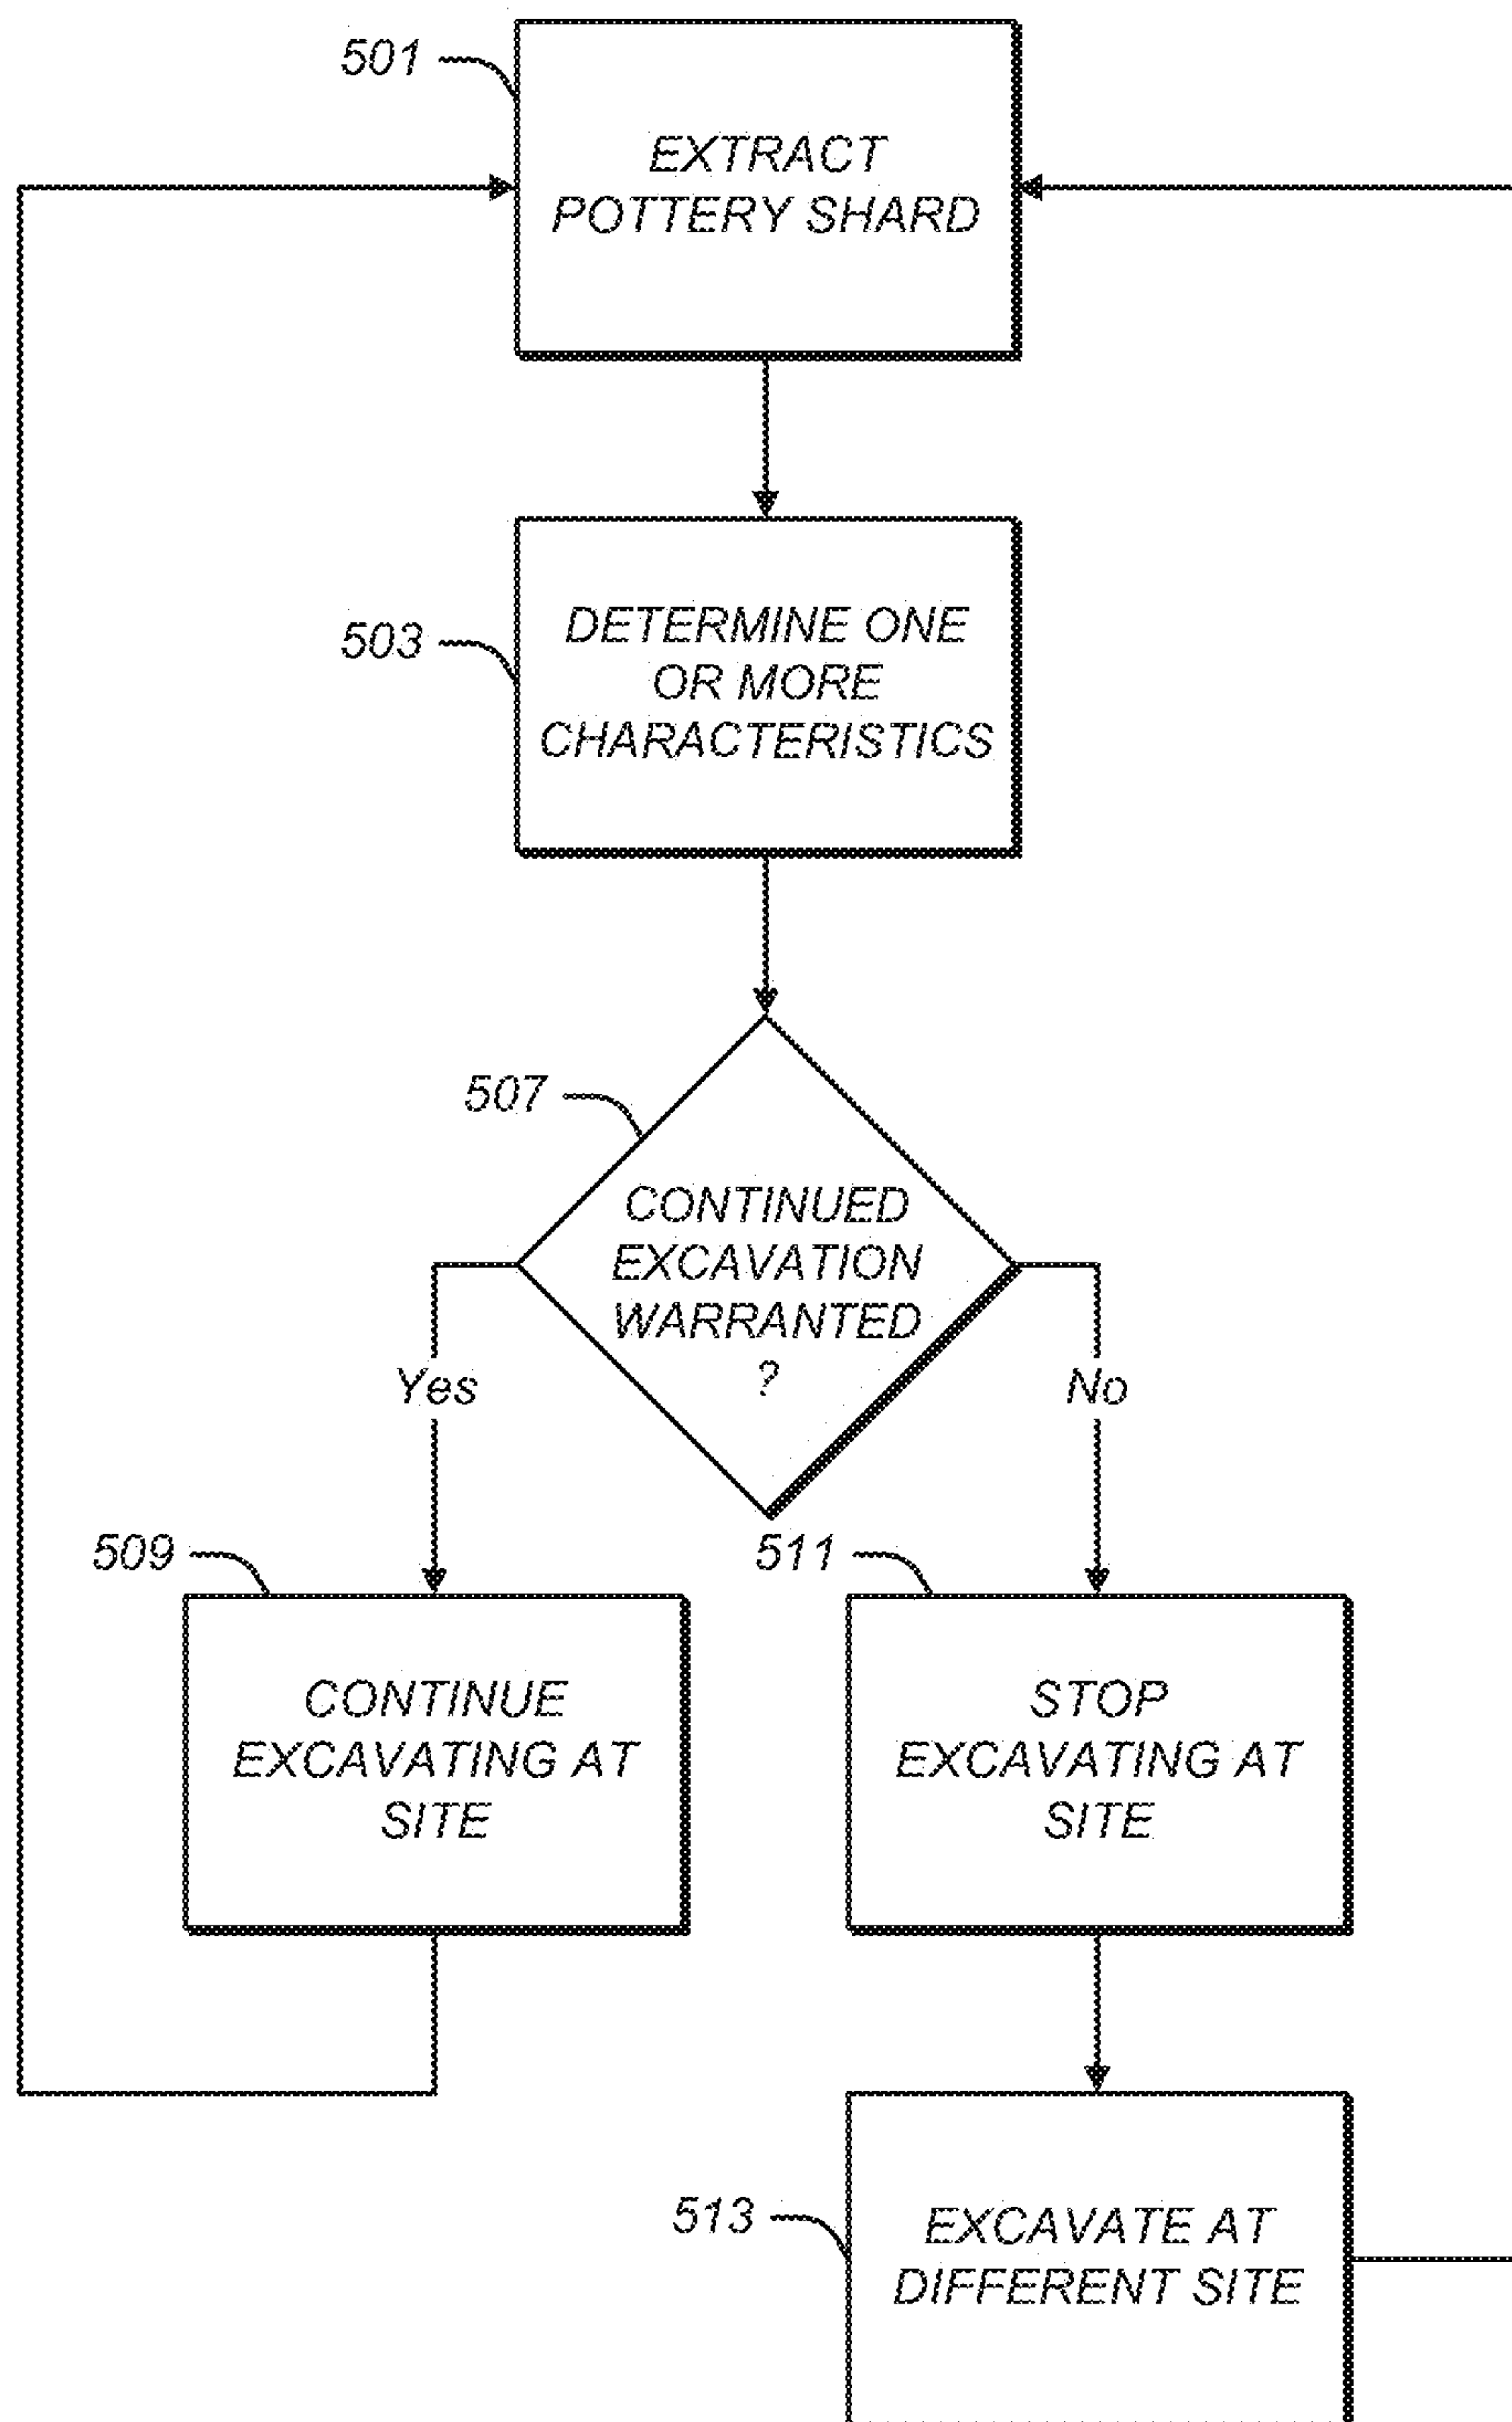 501
EXTRACT
POTTERY SHARD
503
DETERMINE ONE
OR MORE
CHARACTERISTICS
507
CONTINUED
EXCAVATION
WARRANTED
?
Yes
No
509
511
CONTINUE
EXCAVATING AT
SITE
STOP
EXCAVATING AT
SITE
513
EXCAVATE AT
DIFFERENT SITE